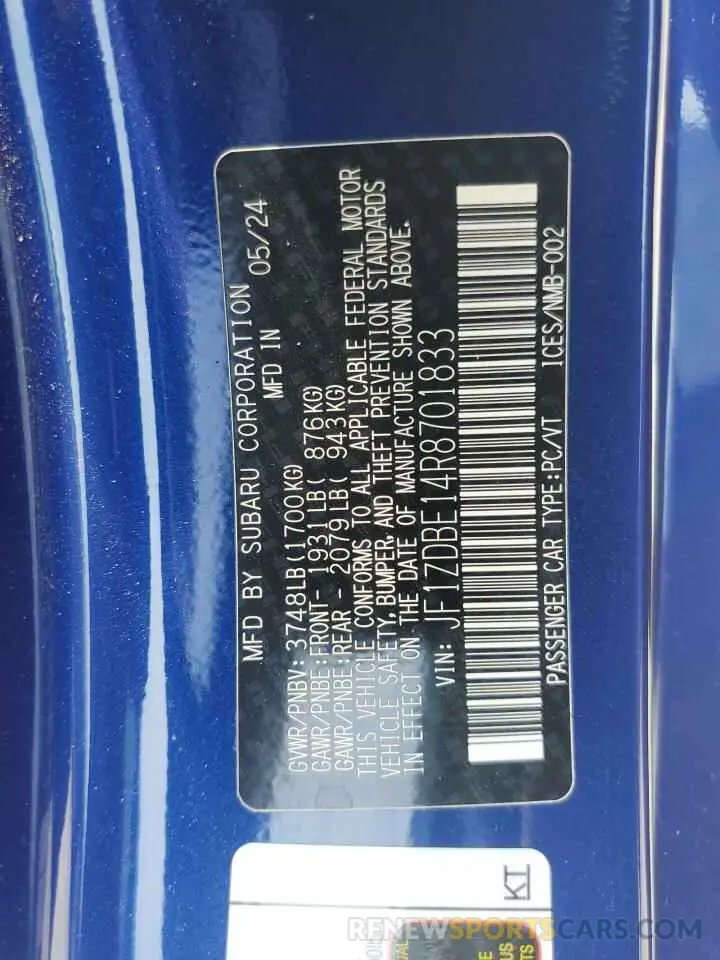 MFD BY SUBARU CORPORATION 05/24
MFD IN
GVWR/PNBV: 3748LB(1700KG)
GAWR/PNBE:FRONT- 1931LB( 876KG)
GAWR/PNBE:REAR - 2079LB( 943KG)
THIS VEHICLE CONFORMS TO ALL APPLICABLE FEDERAL MOTOR
VEHICLE SAFETY, BUMPER, AND THEFT PREVENTION STANDARDS
IN EFFECT ON THE DATE OF MANUFACTURE SHOWN ABOVE.
VIN: JF1ZDBE14R8701833
PASSENGER CAR TYPE:PC/VT ICES/NMB-002
KT
RENEWSPORTSCARS.COM